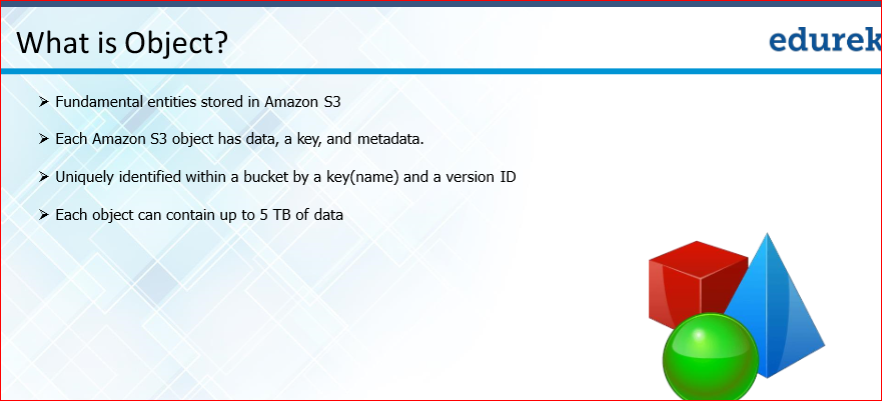 What is Object?
edurek
➤ Fundamental entities stored in Amazon S3
➤ Each Amazon S3 object has data, a key, and metadata.
➤ Uniquely identified within a bucket by a key(name) and a version ID
➤ Each object can contain up to 5 TB of data